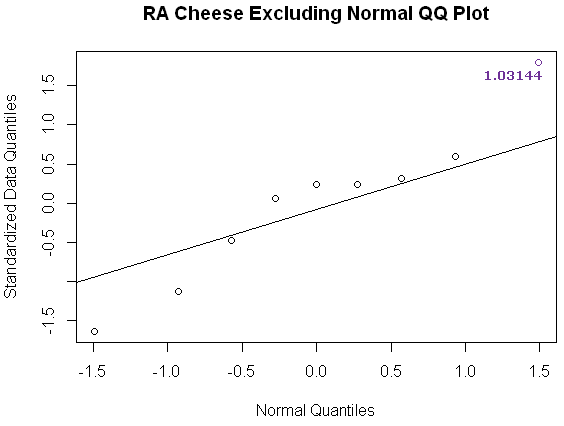 RA Cheese Excluding Normal QQ Plot
1.03144
Standardized Data Quantiles
1.5
1.0
0.5
0.0
-0.5
-1.5
-1.5 -1.0 -0.5 0.0 0.5 1.0 1.5
Normal Quantiles